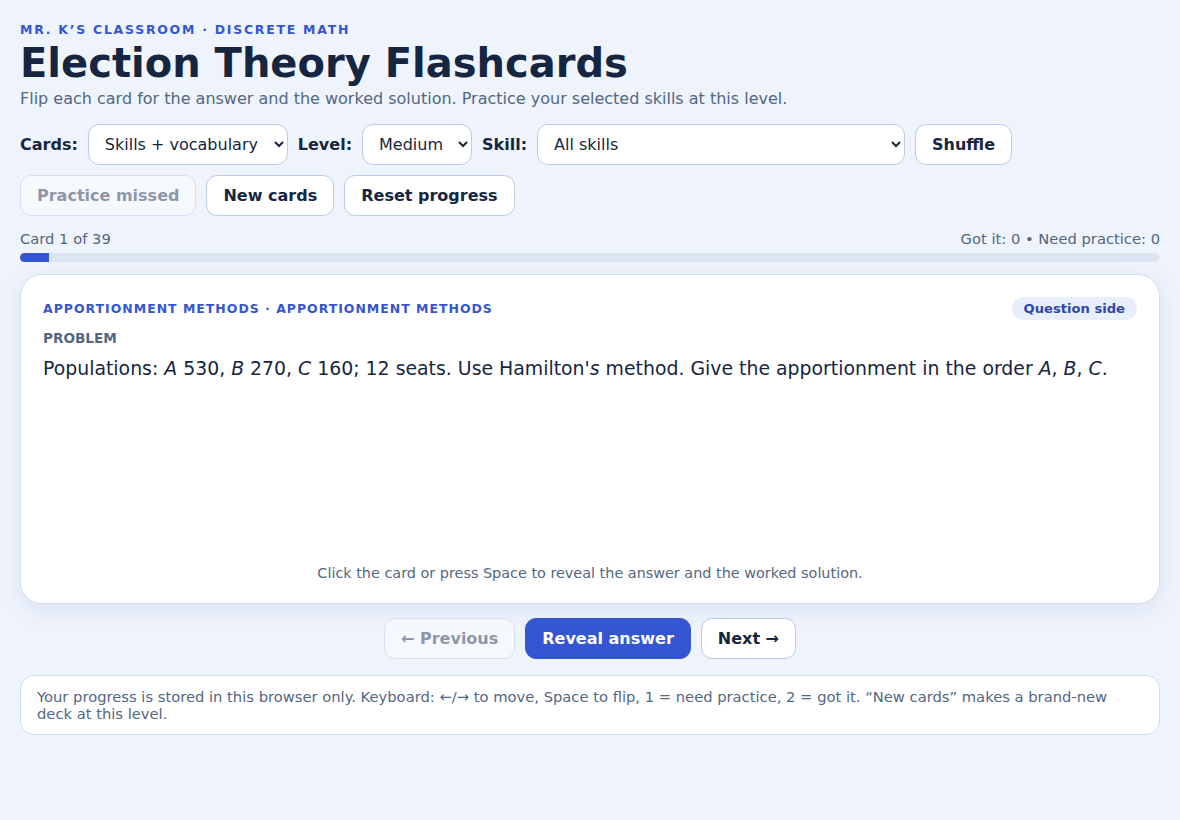 MR. K’S CLASSROOM · DISCRETE MATH
Election Theory Flashcards
Flip each card for the answer and the worked solution. Practice your selected skills at this level.
Cards: Skills + vocabulary Level: Medium Skill: All skills Shuffle
Practice missed New cards Reset progress
Card 1 of 39 Got it: 0 • Need practice: 0
APPORTIONMENT METHODS · APPORTIONMENT METHODS Question side
PROBLEM
Populations: A 530, B 270, C 160; 12 seats. Use Hamilton's method. Give the apportionment in the order A, B, C.
Click the card or press Space to reveal the answer and the worked solution.
← Previous Reveal answer Next →
Your progress is stored in this browser only. Keyboard: ←/→ to move, Space to flip, 1 = need practice, 2 = got it. “New cards” makes a brand-new
deck at this level.